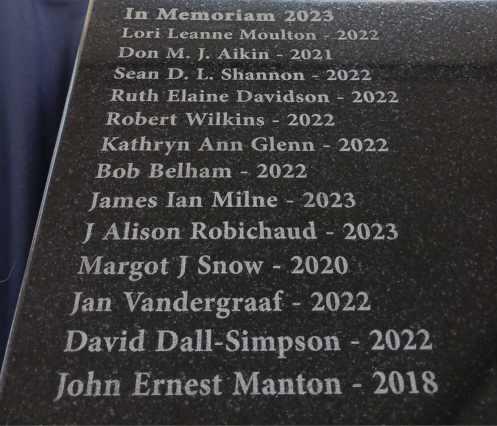 In Memoriam 2023
Lori Leanne Moulton - 2022
Don M. J. Aikin - 2021
Sean D. L. Shannon - 2022
Ruth Elaine Davidson - 2022
Robert Wilkins - 2022
Kathryn Ann Glenn - 2022
Bob Belham - 2022
James Ian Milne - 2023
J Alison Robichaud - 2023
Margot J Snow - 2020
Jan Vandergraaf - 2022
David Dall-Simpson - 2022
John Ernest Manton - 2018